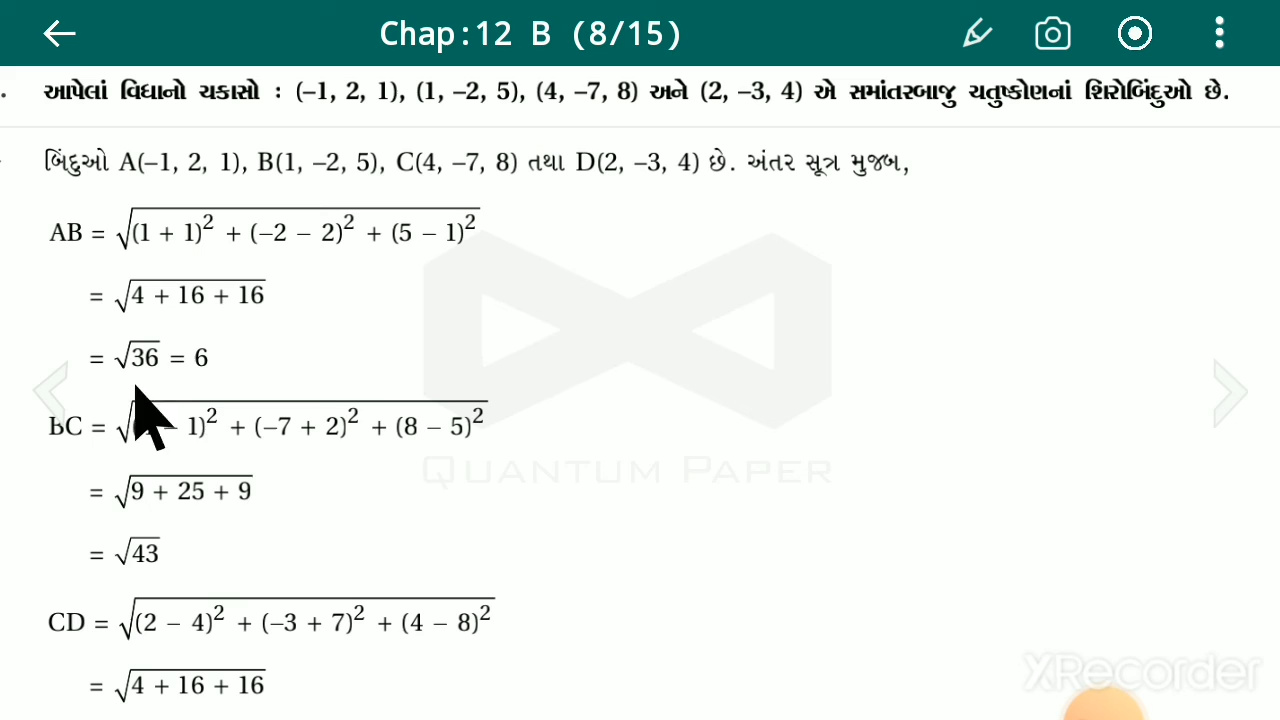 Chap:12 B (8/15)
આપેલાં વિધાનો ચકાસો : (–1, 2, 1), (1, –2, 5), (4, –7, 8) અને (2, –3, 4) એ સમાંતરબાજુ ચતુષ્કોણનાં શિરોબિંદુઓ છે.
બિંદુઓ A(–1, 2, 1), B(1, –2, 5), C(4, –7, 8) તથા D(2, –3, 4) છે. અંતર સૂત્ર મુજબ,
AB = √(1 + 1)² + (–2 – 2)² + (5 – 1)²
= √4 + 16 + 16
= √36 = 6
BC = √ – 1)² + (–7 + 2)² + (8 – 5)²
QUANTUM PAPER
= √9 + 25 + 9
= √43
CD = √(2 – 4)² + (–3 + 7)² + (4 – 8)²
XRecorder
= √4 + 16 + 16